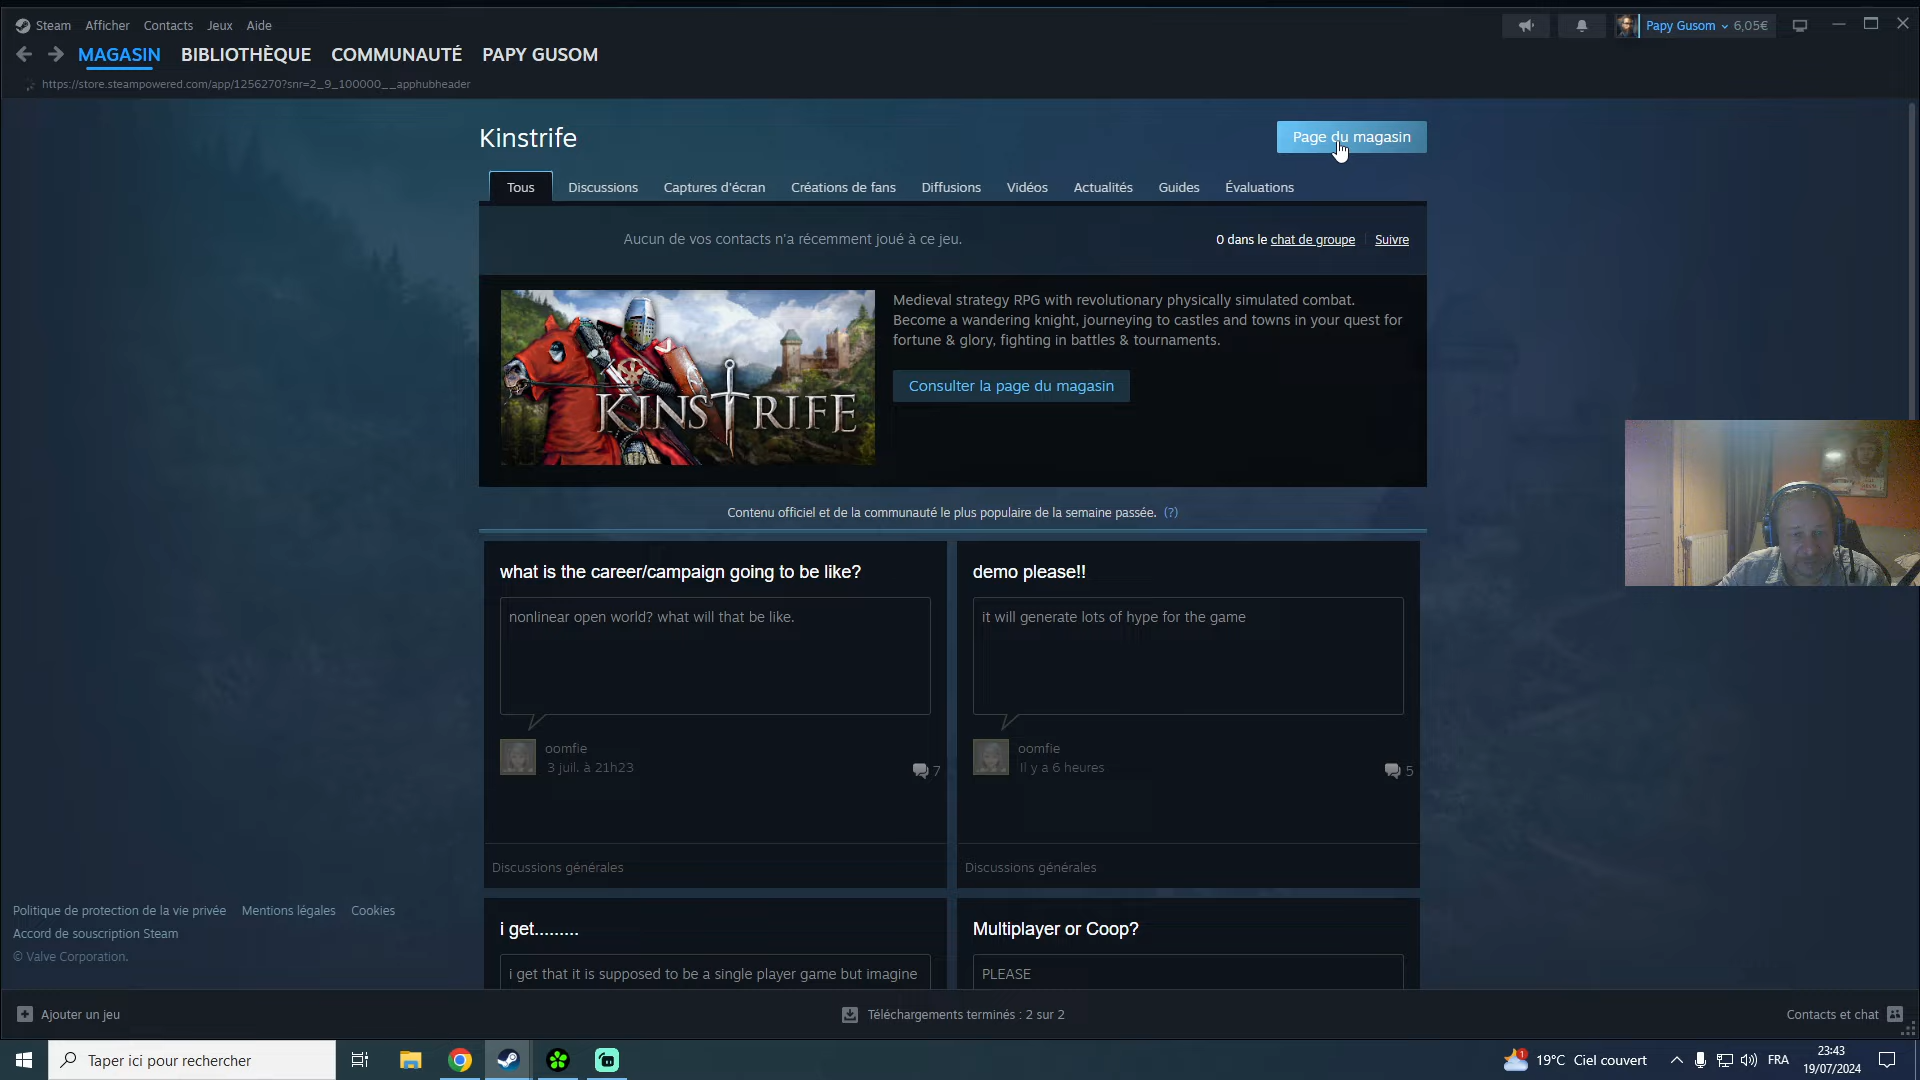 Steam
Afficher
Contacts
Jeux
Aide
Papy Gusom
6,05€
MAGASIN
BIBLIOTHÈQUE
COMMUNAUTÉ
PAPY GUSOM
https://store.steampowered.com/app/1256270?snr=2_9_100000__apphubheader
Kinstrife
Page du magasin
Tous
Discussions
Captures d'écran
Créations de fans
Diffusions
Vidéos
Actualités
Guides
Évaluations
Aucun de vos contacts n'a récemment joué à ce jeu.
0 dans le chat de groupe
Suivre
KINSTRIFE
Medieval strategy RPG with revolutionary physically simulated combat.
Become a wandering knight, journeying to castles and towns in your quest for
fortune & glory, fighting in battles & tournaments.
Consulter la page du magasin
Contenu officiel et de la communauté le plus populaire de la semaine passée. (?)
what is the career/campaign going to be like?
nonlinear open world? what will that be like.
oomfie
3 juil. à 21h23
7
Discussions générales
demo please!!
it will generate lots of hype for the game
oomfie
Il y a 6 heures
5
Discussions générales
i get.........
i get that it is supposed to be a single player game but imagine
Multiplayer or Coop?
PLEASE
Politique de protection de la vie privée
Mentions légales
Cookies
Accord de souscription Steam
© Valve Corporation.
Ajouter un jeu
Téléchargements terminés : 2 sur 2
Contacts et chat
Taper ici pour rechercher
1
19°C
Ciel couvert
FRA
23:43
19/07/2024